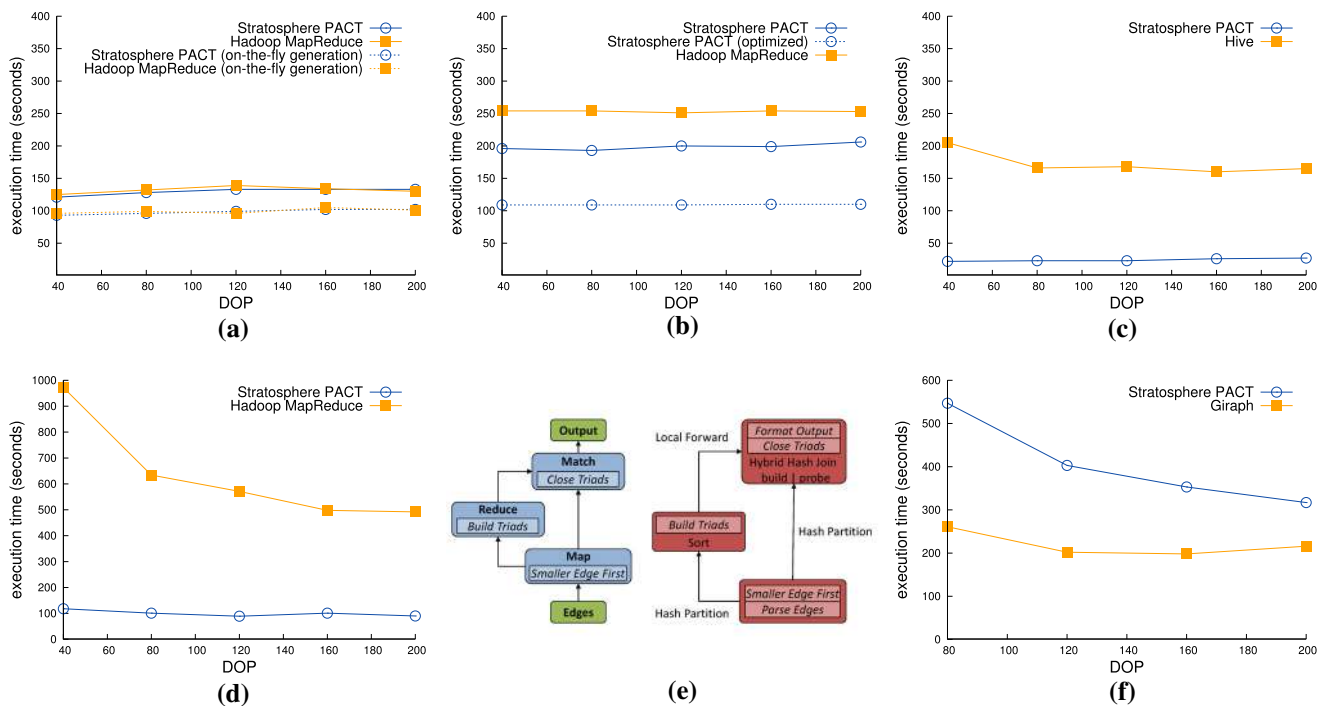 400
350
300
250
200
150
100
50
execution time (seconds)
Stratosphere PACT
Hadoop MapReduce
Stratosphere PACT (on-the-fly generation)
Hadoop MapReduce (on-the-fly generation)
40 60 80 100 120 140 160 180 200
DOP
(a)
400
350
300
250
200
150
100
50
execution time (seconds)
Stratosphere PACT
Stratosphere PACT (optimized)
Hadoop MapReduce
40 60 80 100 120 140 160 180 200
DOP
(b)
400
350
300
250
200
150
100
50
execution time (seconds)
Stratosphere PACT
Hive
40 60 80 100 120 140 160 180 200
DOP
(c)
1000
900
800
700
600
500
400
300
200
100
0
execution time (seconds)
Stratosphere PACT
Hadoop MapReduce
40 60 80 100 120 140 160 180 200
DOP
(d)
Output
Match
Close Triads
Reduce
Build Triads
Map
Smaller Edge First
Edges
Local Forward
Format Output
Close Triads
Hybrid Hash Join
build | probe
Build Triads
Sort
Hash Partition
Smaller Edge First
Parse Edges
Hash Partition
(e)
600
500
400
300
200
100
0
execution time (seconds)
Stratosphere PACT
Giraph
80 100 120 140 160 180 200
DOP
(f)